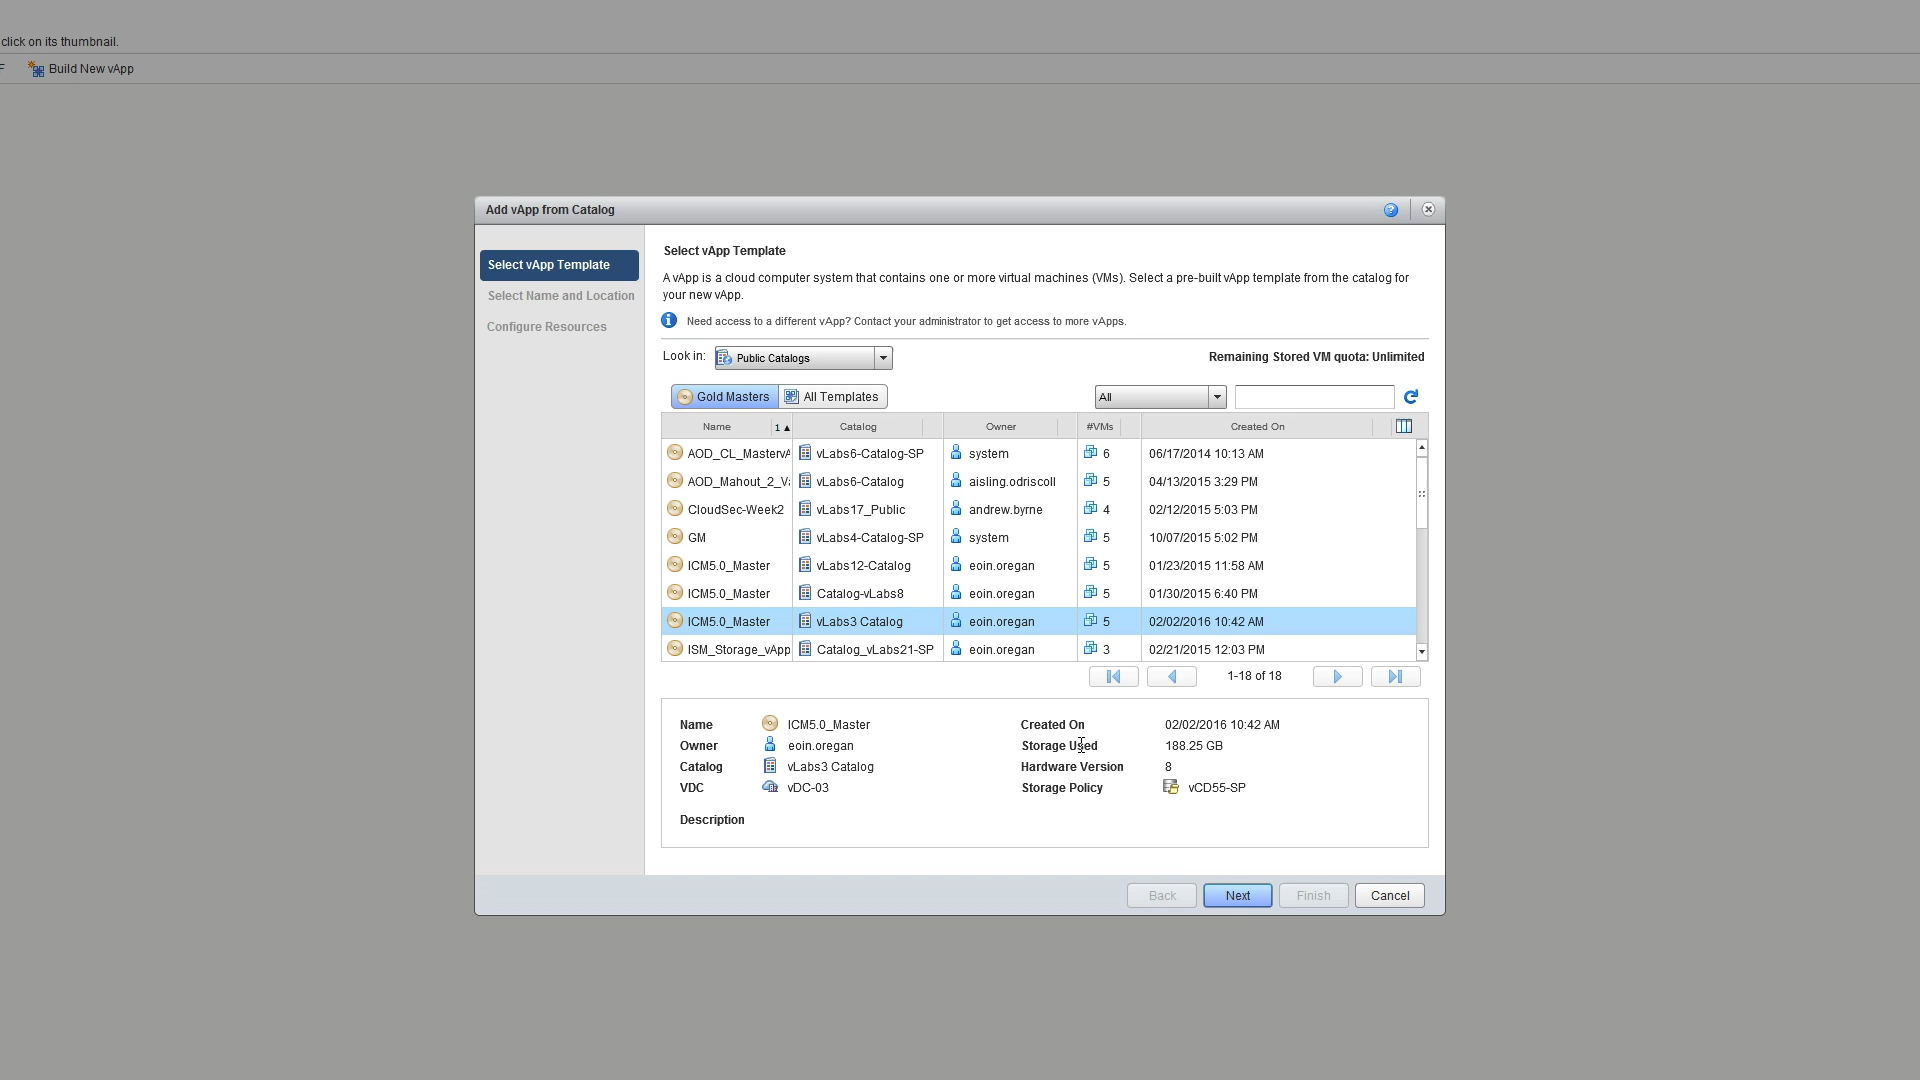 click on its thumbnail.
F Build New vApp
Add vApp from Catalog
Select vApp Template
Select Name and Location
Configure Resources
Select vApp Template
A vApp is a cloud computer system that contains one or more virtual machines (VMs). Select a pre-built vApp template from the catalog for
your new vApp.
Need access to a different vApp? Contact your administrator to get access to more vApps.
Look in: Public Catalogs Remaining Stored VM quota: Unlimited
Gold Masters All Templates All
Name 1 Catalog Owner #VMs Created On
AOD_CL_MastervA vLabs6-Catalog-SP system 6 06/17/2014 10:13 AM
AOD_Mahout_2_Va vLabs6-Catalog aisling.odriscoll 5 04/13/2015 3:29 PM
CloudSec-Week2 vLabs17_Public andrew.byrne 4 02/12/2015 5:03 PM
GM vLabs4-Catalog-SP system 5 10/07/2015 5:02 PM
ICM5.0_Master vLabs12-Catalog eoin.oregan 5 01/23/2015 11:58 AM
ICM5.0_Master Catalog-vLabs8 eoin.oregan 5 01/30/2015 6:40 PM
ICM5.0_Master vLabs3 Catalog eoin.oregan 5 02/02/2016 10:42 AM
ISM_Storage_vApp Catalog_vLabs21-SP eoin.oregan 3 02/21/2015 12:03 PM
1-18 of 18
Name ICM5.0_Master Created On 02/02/2016 10:42 AM
Owner eoin.oregan Storage Used 188.25 GB
Catalog vLabs3 Catalog Hardware Version 8
VDC vDC-03 Storage Policy vCD55-SP
Description
Back Next Finish Cancel